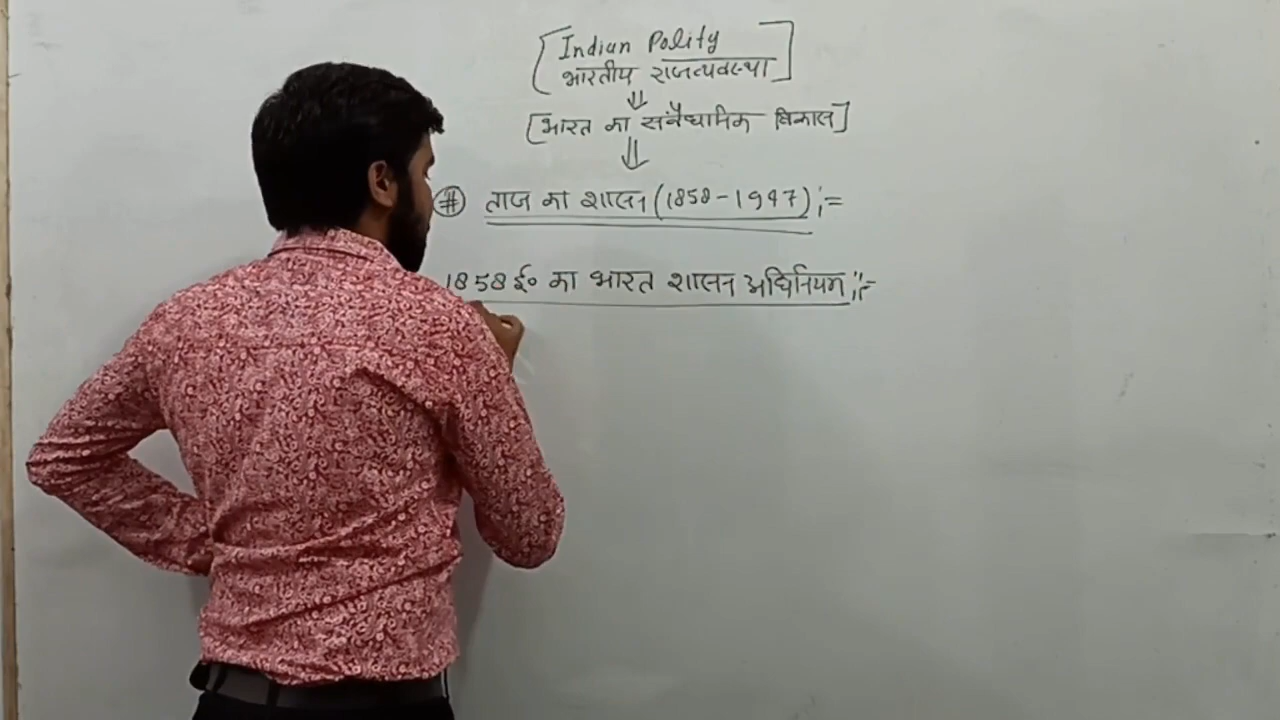 [Indian Polity
भारतीय राजव्यवस्था]
⇓
[भारत का संवैधानिक विकास]
⇓
# ताज का शासन (1858-1947) ;=
1858 ई० का भारत शासन अधिनियम ;-